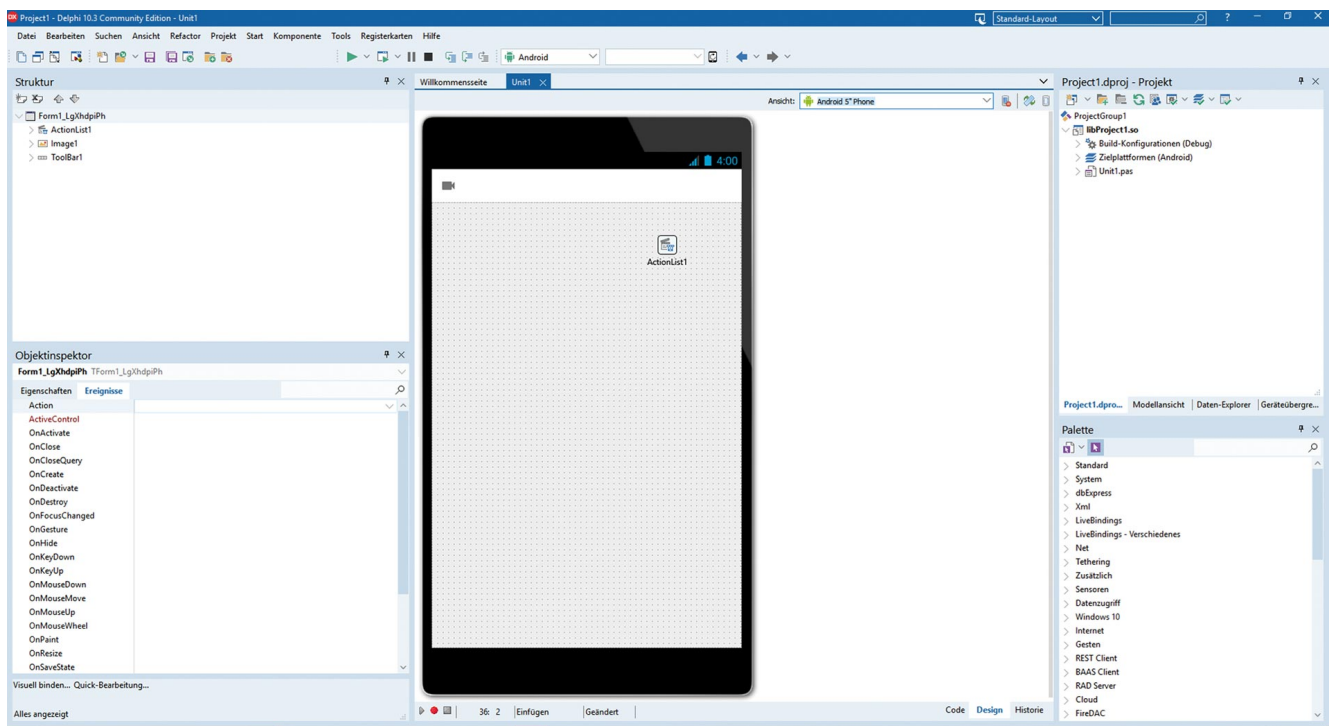 DX Project1 - Delphi 10.3 Community Edition - Unit1
Standard-Layout
?
Datei Bearbeiten Suchen Ansicht Refactor Projekt Start Komponente Tools Registerkarten Hilfe
Android
Struktur
Form1_LgXhdpiPh
ActionList1
Image1
ToolBar1
Objektinspektor
Form1_LgXhdpiPh TForm1_LgXhdpiPh
Eigenschaften Ereignisse
Action
ActiveControl
OnActivate
OnClose
OnCloseQuery
OnCreate
OnDeactivate
OnDestroy
OnFocusChanged
OnGesture
OnHide
OnKeyDown
OnKeyUp
OnMouseDown
OnMouseMove
OnMouseUp
OnMouseWheel
OnPaint
OnResize
OnSaveState
Visuell binden... Quick-Bearbeitung...
Alles angezeigt
Willkommensseite Unit1
Ansicht: Android 5" Phone
4:00
ActionList1
36: 2 Einfügen Geändert
Code Design Historie
Project1.dproj - Projekt
ProjectGroup1
libProject1.so
Build-Konfigurationen (Debug)
Zielplattformen (Android)
Unit1.pas
Project1.dpro... Modellansicht Daten-Explorer Geräteübergre...
Palette
Standard
System
dbExpress
Xml
LiveBindings
LiveBindings - Verschiedenes
Net
Tethering
Zusätzlich
Sensoren
Datenzugriff
Windows 10
Internet
Gesten
REST Client
BAAS Client
RAD Server
Cloud
FireDAC